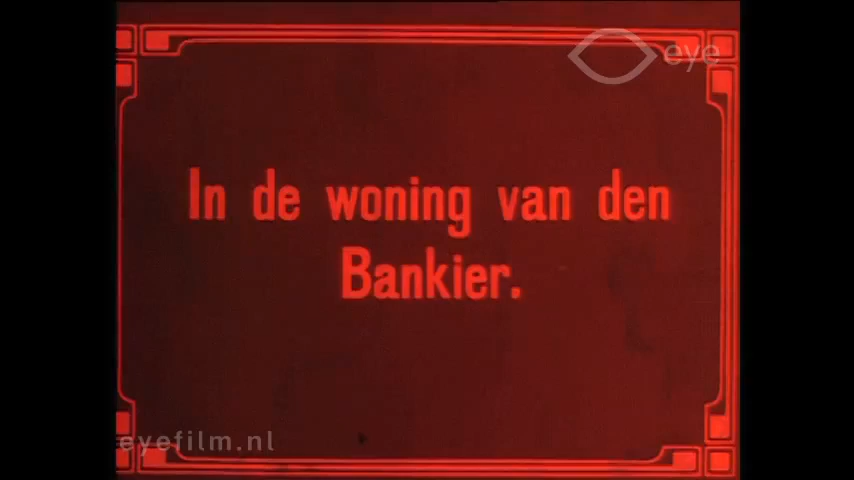 eye
In de woning van den
Bankier.
eyefilm.nl